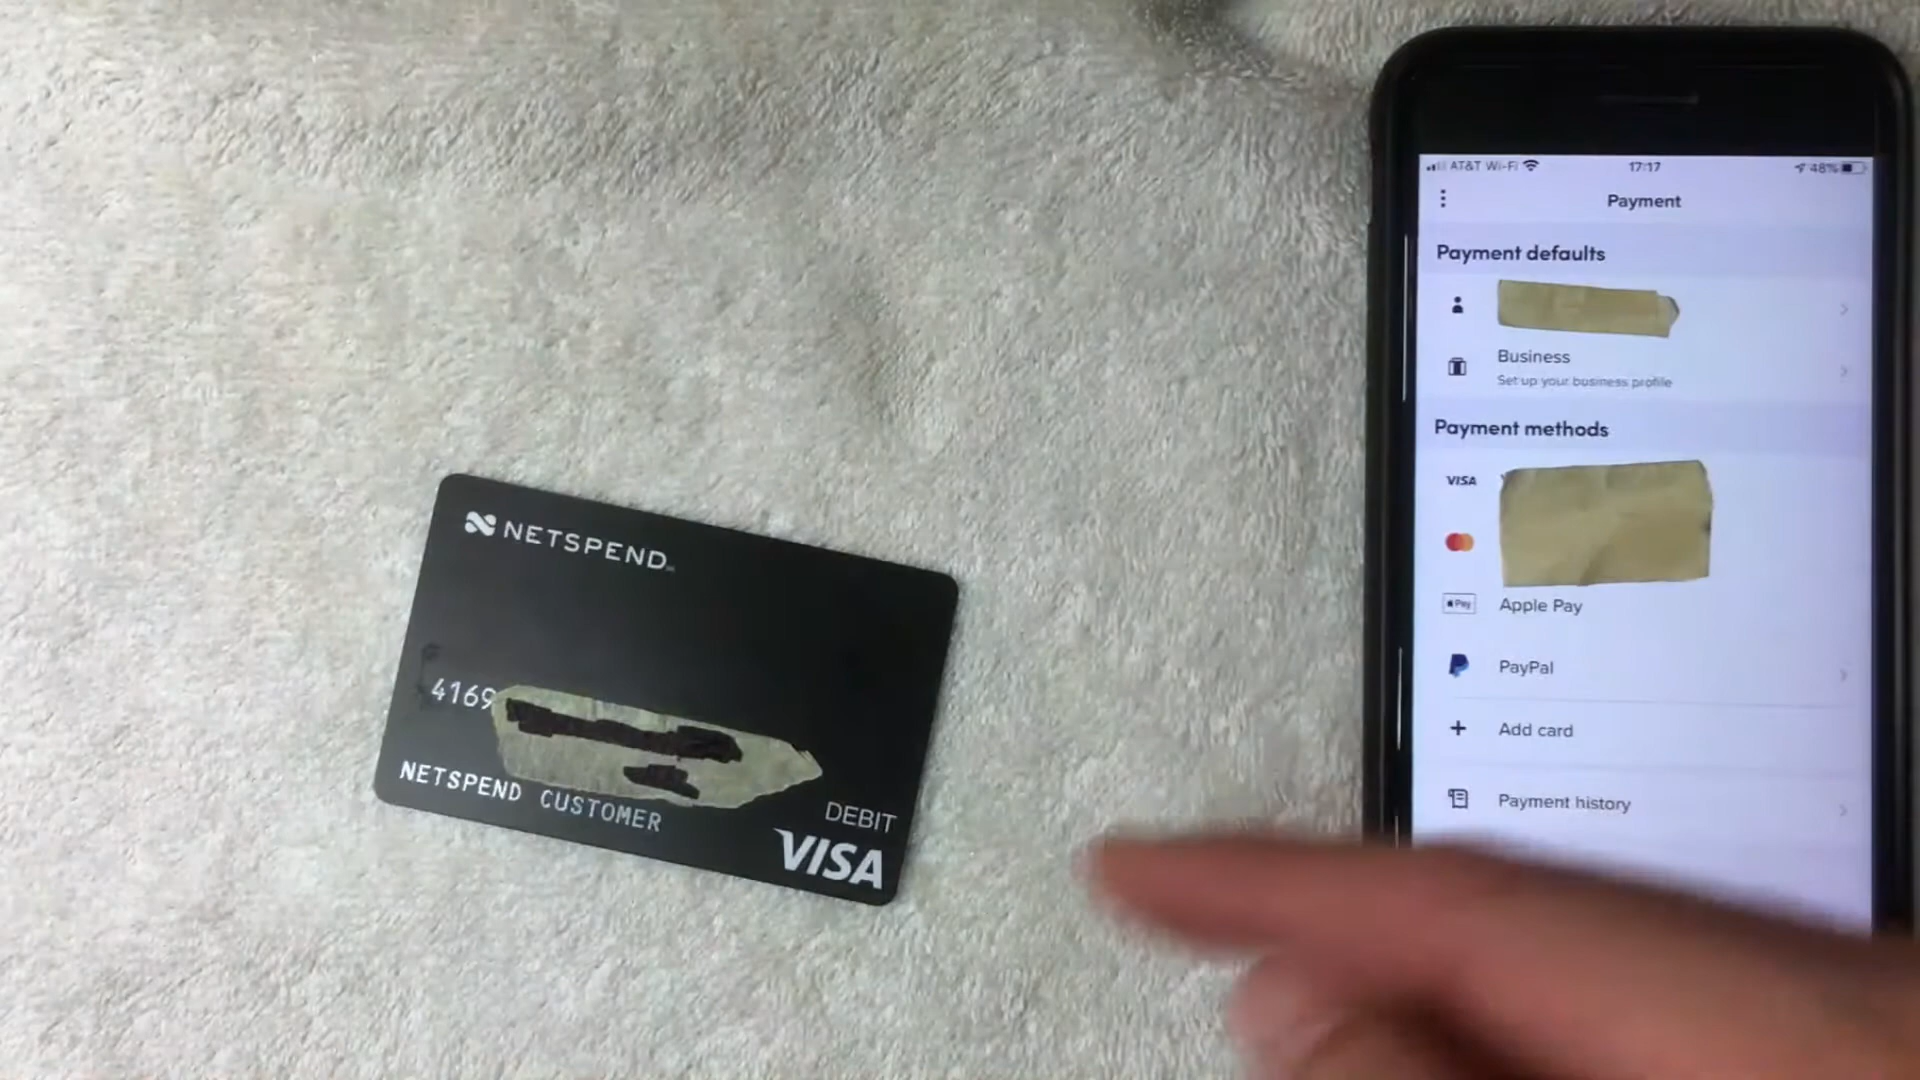 NETSPEND
4169
NETSPEND CUSTOMER
DEBIT
VISA
AT&T Wi-Fi 17:17 48%
Payment
Payment defaults
Business
Set up your business profile
Payment methods
VISA
Pay Apple Pay
PayPal
+ Add card
Payment history